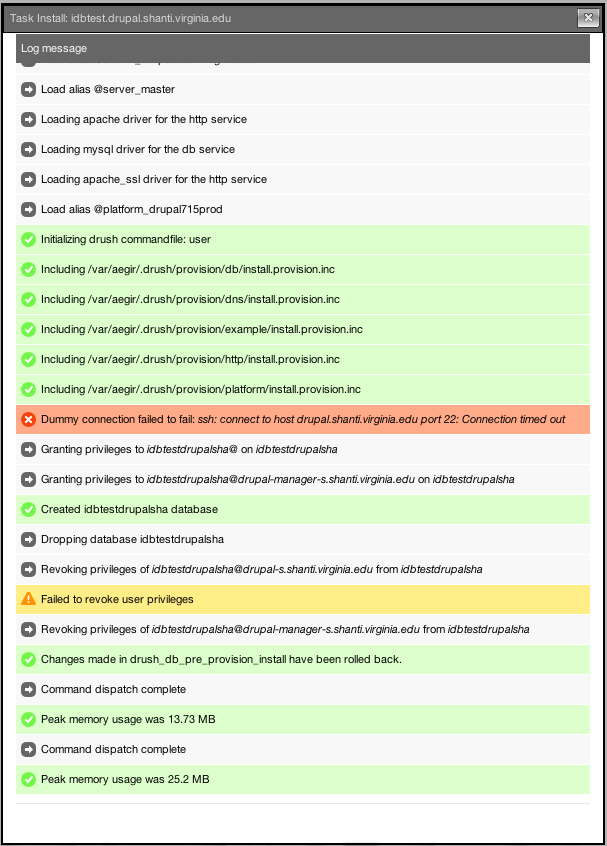 Task Install: idbtest.drupal.shanti.virginia.edu
Log message
Load alias @server_master
Loading apache driver for the http service
Loading mysql driver for the db service
Loading apache_ssl driver for the http service
Load alias @platform_drupal715prod
Initializing drush commandfile: user
Including /var/aegir/.drush/provision/db/install.provision.inc
Including /var/aegir/.drush/provision/dns/install.provision.inc
Including /var/aegir/.drush/provision/example/install.provision.inc
Including /var/aegir/.drush/provision/http/install.provision.inc
Including /var/aegir/.drush/provision/platform/install.provision.inc
Dummy connection failed to fail: ssh: connect to host drupal.shanti.virginia.edu port 22: Connection timed out
Granting privileges to idbtestdrupalsha@ on idbtestdrupalsha
Granting privileges to idbtestdrupalsha@drupal-manager-s.shanti.virginia.edu on idbtestdrupalsha
Created idbtestdrupalsha database
Dropping database idbtestdrupalsha
Revoking privileges of idbtestdrupalsha@drupal-s.shanti.virginia.edu from idbtestdrupalsha
Failed to revoke user privileges
Revoking privileges of idbtestdrupalsha@drupal-manager-s.shanti.virginia.edu from idbtestdrupalsha
Changes made in drush_db_pre_provision_install have been rolled back.
Command dispatch complete
Peak memory usage was 13.73 MB
Command dispatch complete
Peak memory usage was 25.2 MB